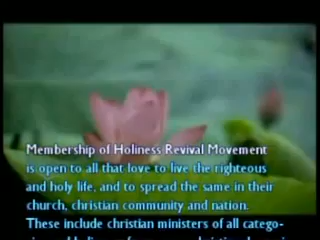 Membership of Holiness Revival Movement
is open to all that love to live the righteous
and holy life, and to spread the same in their
church, christian community and nation.
These include christian ministers of all catego-